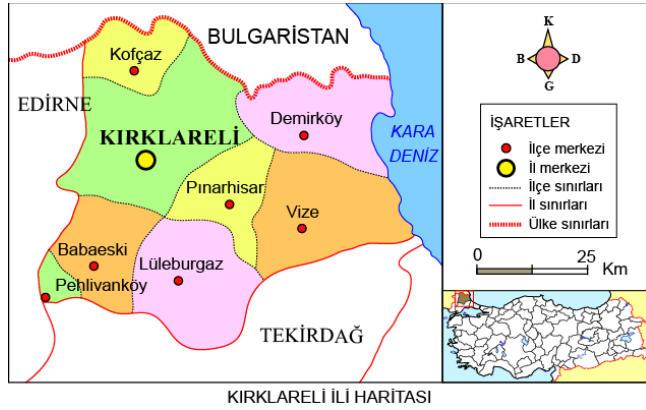 BULGARİSTAN
Kofçaz
EDİRNE
KIRKLARELİ
Demirköy
KARA
DENİZ
Pınarhisar
Vize
Babaeski
Lüleburgaz
Pehlivanköy
TEKİRDAĞ
K
B D
G
İŞARETLER
İlçe merkezi
İl merkezi
İlçe sınırları
İl sınırları
Ülke sınırları
0 25
Km
KIRKLARELİ İLİ HARİTASI